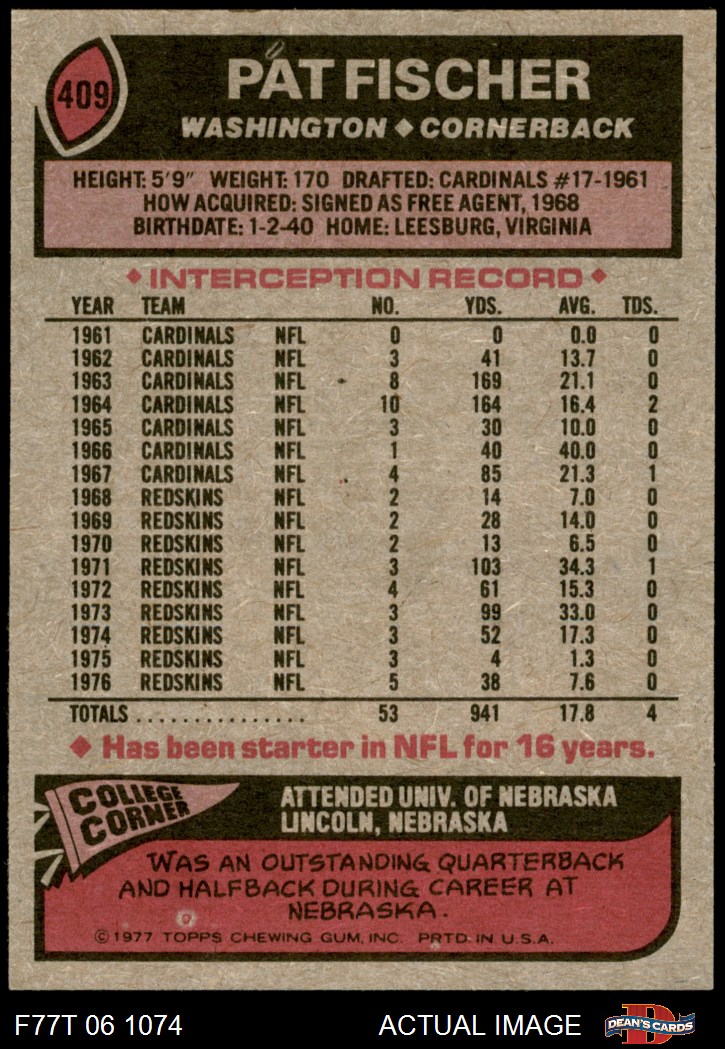 409
PAT FISCHER
WASHINGTON ◆ CORNERBACK
HEIGHT: 5'9" WEIGHT: 170 DRAFTED: CARDINALS #17-1961
HOW ACQUIRED: SIGNED AS FREE AGENT, 1968
BIRTHDATE: 1-2-40 HOME: LEESBURG, VIRGINIA
◆ INTERCEPTION RECORD ◆
YEAR TEAM NO. YDS. AVG. TDS.
1961 CARDINALS NFL 0 0 0.0 0
1962 CARDINALS NFL 3 41 13.7 0
1963 CARDINALS NFL 8 169 21.1 0
1964 CARDINALS NFL 10 164 16.4 2
1965 CARDINALS NFL 3 30 10.0 0
1966 CARDINALS NFL 1 40 40.0 0
1967 CARDINALS NFL 4 85 21.3 1
1968 REDSKINS NFL 2 14 7.0 0
1969 REDSKINS NFL 2 28 14.0 0
1970 REDSKINS NFL 2 13 6.5 0
1971 REDSKINS NFL 3 103 34.3 1
1972 REDSKINS NFL 4 61 15.3 0
1973 REDSKINS NFL 3 99 33.0 0
1974 REDSKINS NFL 3 52 17.3 0
1975 REDSKINS NFL 3 4 1.3 0
1976 REDSKINS NFL 5 38 7.6 0
TOTALS ................ 53 941 17.8 4
◆ Has been starter in NFL for 16 years.
COLLEGE
CORNER
ATTENDED UNIV. OF NEBRASKA
LINCOLN, NEBRASKA
WAS AN OUTSTANDING QUARTERBACK
AND HALFBACK DURING CAREER AT
NEBRASKA.
©1977 TOPPS CHEWING GUM, INC. PRTD. IN U.S.A.
F77T 06 1074 ACTUAL IMAGE
D
DEAN'S CARDS